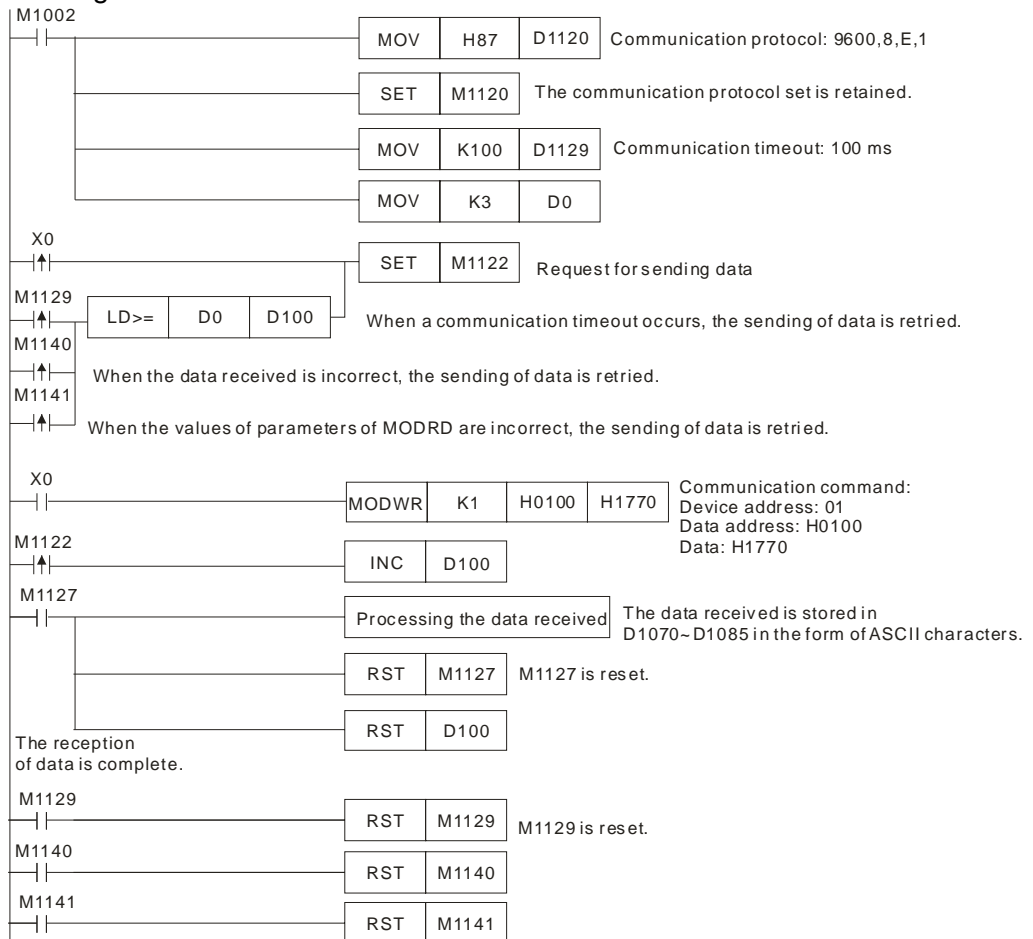 M1002
MOV H87 D1120 Communication protocol: 9600,8,E,1
SET M1120 The communication protocol set is retained.
MOV K100 D1129 Communication timeout: 100 ms
MOV K3 D0
X0
SET M1122 Request for sending data
M1129
LD>= D0 D100 When a communication timeout occurs, the sending of data is retried.
M1140
When the data received is incorrect, the sending of data is retried.
M1141
When the values of parameters of MODRD are incorrect, the sending of data is retried.
X0
MODWR K1 H0100 H1770
Communication command:
Device address: 01
Data address: H0100
Data: H1770
M1122
INC D100
M1127
Processing the data received
The data received is stored in
D1070~D1085 in the form of ASCII characters.
RST M1127 M1127 is reset.
RST D100
The reception
of data is complete.
M1129
RST M1129 M1129 is reset.
M1140
RST M1140
M1141
RST M1141